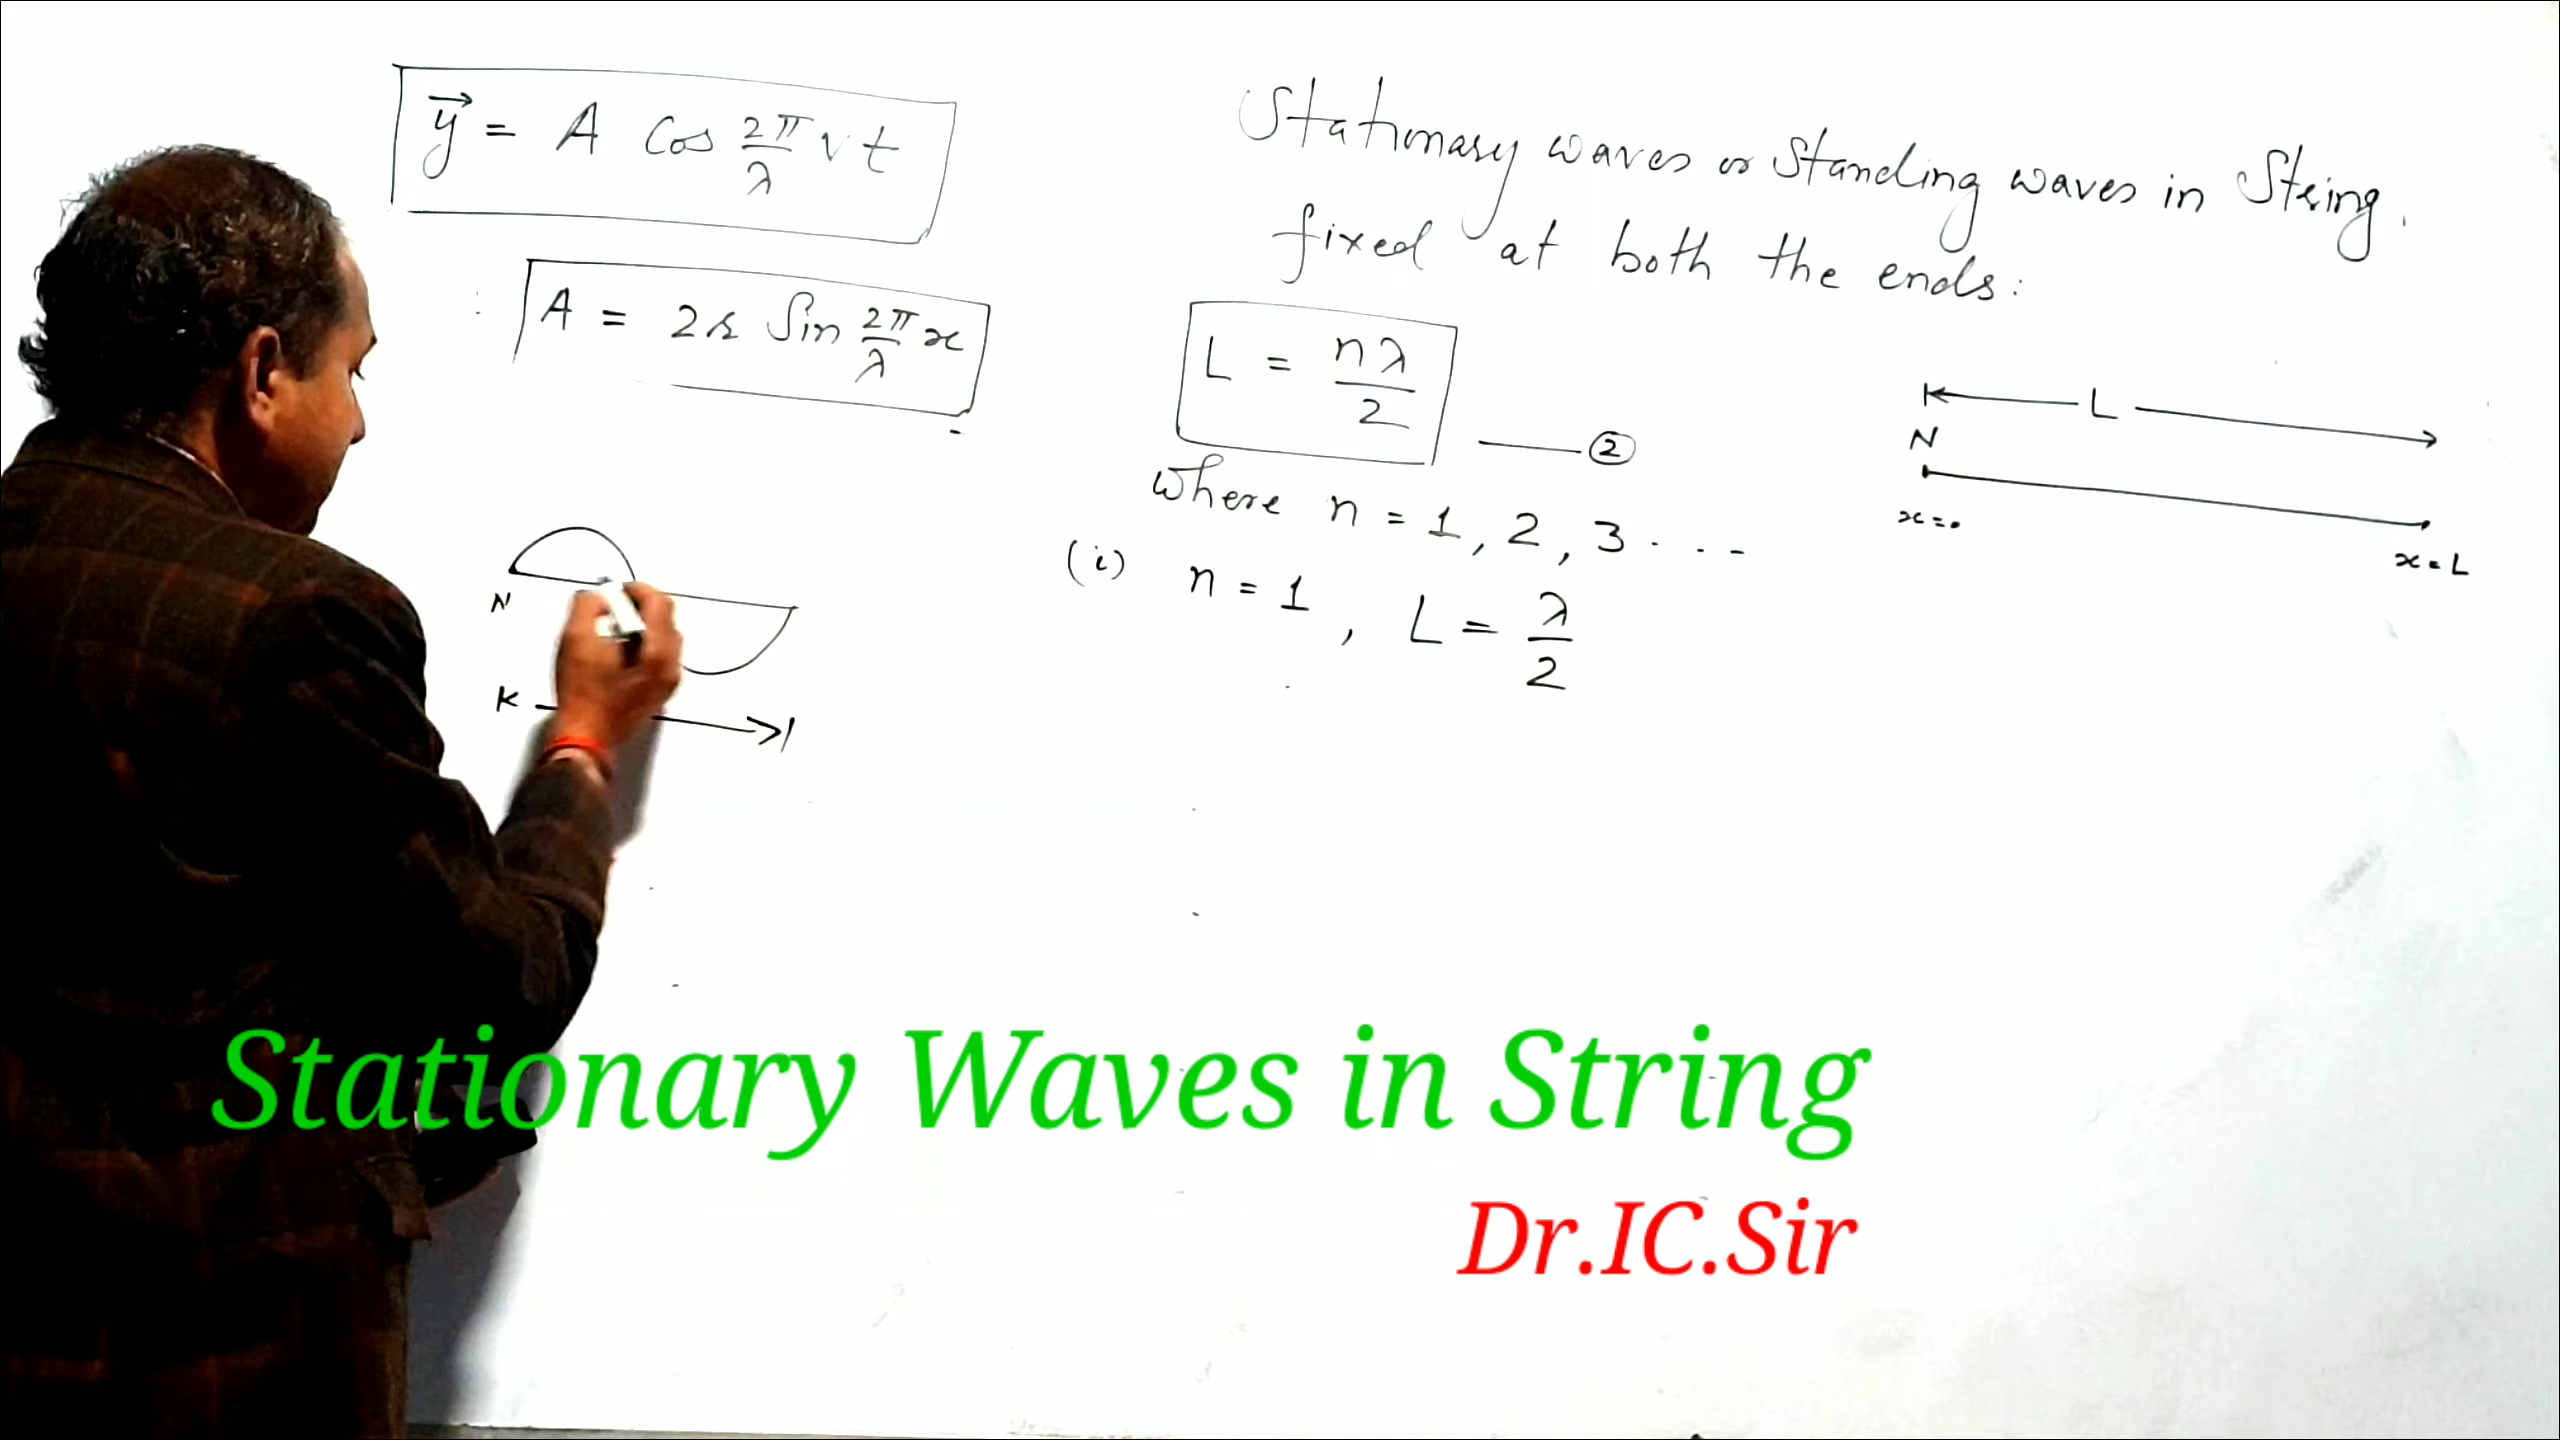 y⃗ = A Cos 2π/λ vt
A = 2r Sin 2π/λ x
N
K
Stationary waves or Standing waves in String.
fixed at both the ends:
L = nλ/2 —— ②
where n = 1, 2, 3 . . . -
(i) n = 1, L = λ/2
L
N
x=0
x=L
Stationary Waves in String
Dr.IC.Sir